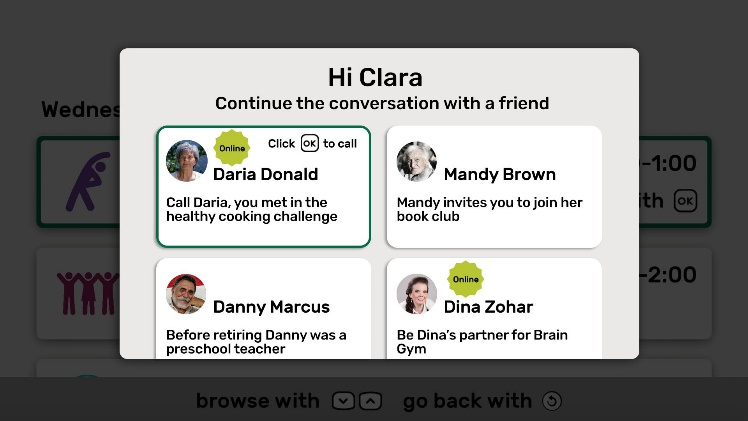 Hi Clara
Continue the conversation with a friend
Wednes
Online
Click OK to call
Daria Donald
Call Daria, you met in the
healthy cooking challenge
Mandy Brown
Mandy invites you to join her
book club
-1:00
ith OK
Danny Marcus
Before retiring Danny was a
preschool teacher
Online
Dina Zohar
Be Dina's partner for Brain
Gym
-2:00
browse with
go back with